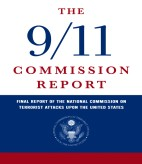 THE
9/11
COMMISSION
REPORT
FINAL REPORT OF THE NATIONAL COMMISSION ON
TERRORIST ATTACKS UPON THE UNITED STATES